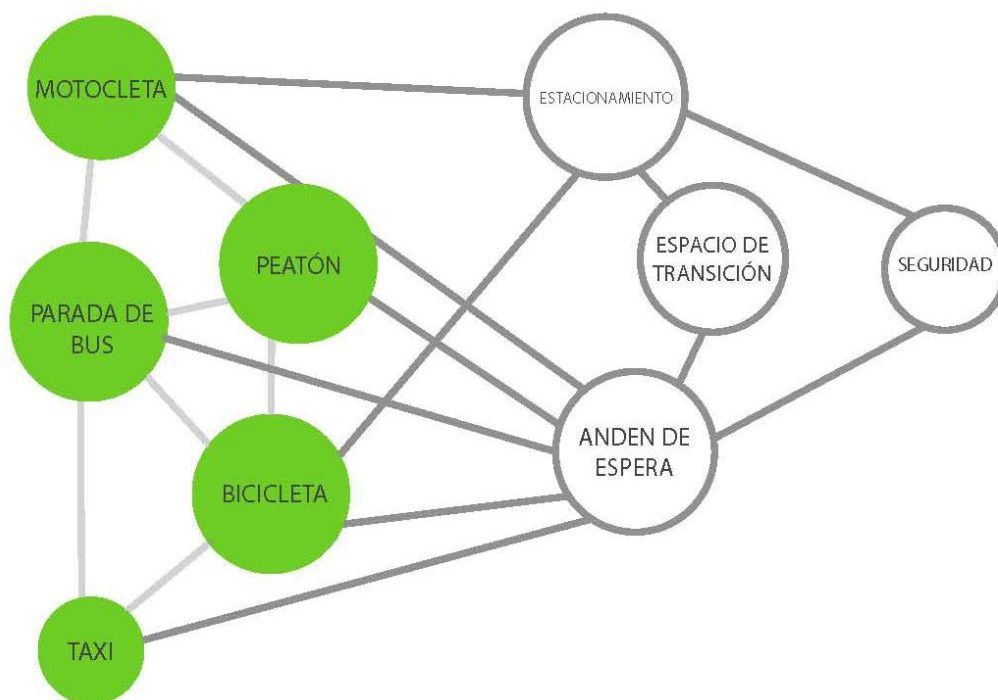 MOTOCLETA
ESTACIONAMIENTO
PEATÓN
ESPACIO DE
TRANSICIÓN
SEGURIDAD
PARADA DE
BUS
ANDEN DE
ESPERA
BICICLETA
TAXI